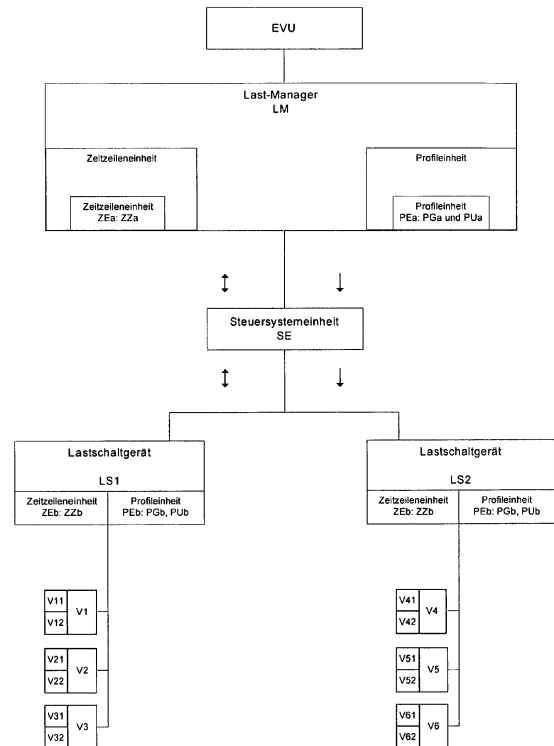 EVU
Last-Manager
LM
Zeitzeileneinheit
Profileinheit
Zeitzeileneinheit
ZEa: ZZa
Profileinheit
PEa: PGa und PUa
Steuersystemeinheit
SE
Lastschaltgerät
LS1
Zeitzeileneinheit
ZEb: ZZb
Profileinheit
PEb: PGb, PUb
Lastschaltgerät
LS2
Zeitzeileneinheit
ZEb: ZZb
Profileinheit
PEb: PGb, PUb
V11
V12
V1
V21
V22
V2
V31
V32
V3
V41
V42
V4
V51
V52
V5
V61
V62
V6